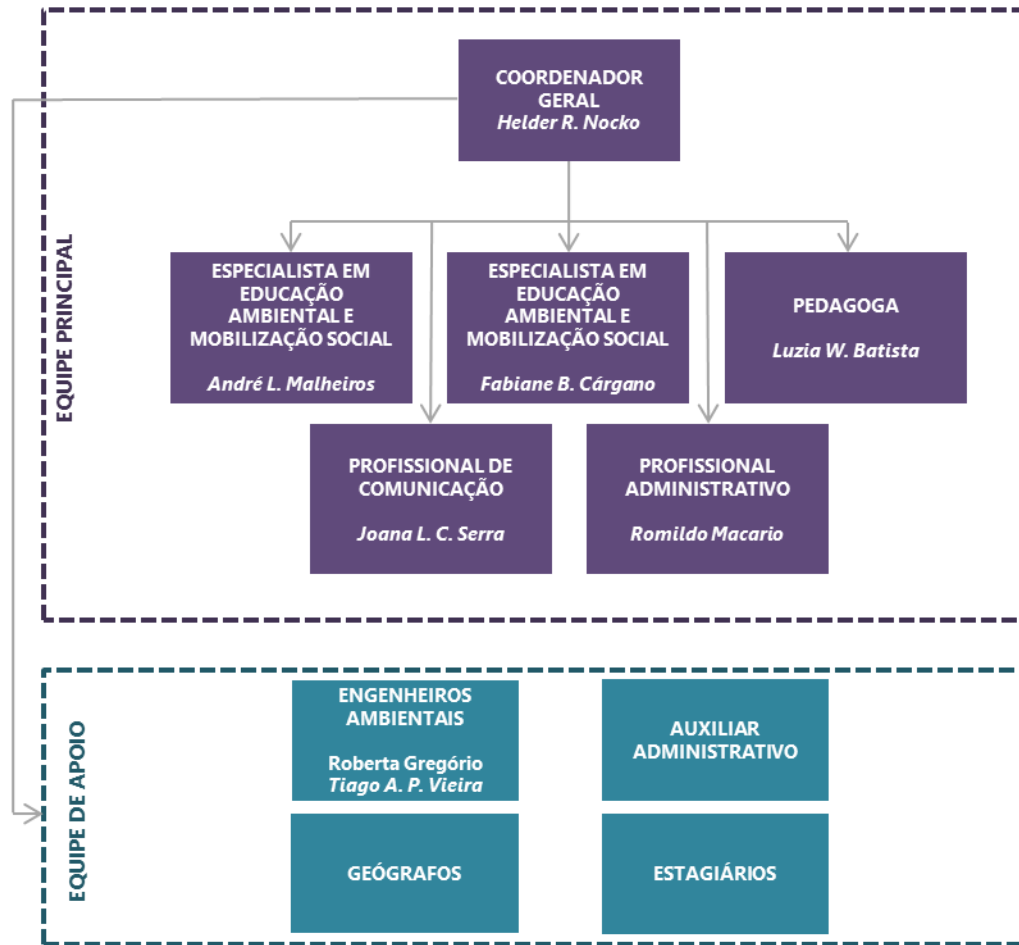 COORDENADOR
GERAL
Helder R. Nocko
EQUIPE PRINCIPAL
ESPECIALISTA EM
EDUCAÇÃO
AMBIENTAL E
MOBILIZAÇÃO SOCIAL
André L. Malheiros
ESPECIALISTA EM
EDUCAÇÃO
AMBIENTAL E
MOBILIZAÇÃO SOCIAL
Fabiane B. Cárgano
PEDAGOGA
Luzia W. Batista
PROFISSIONAL DE
COMUNICAÇÃO
Joana L. C. Serra
PROFISSIONAL
ADMINISTRATIVO
Romildo Macario
EQUIPE DE APOIO
ENGENHEIROS
AMBIENTAIS
Roberta Gregório
Tiago A. P. Vieira
AUXILIAR
ADMINISTRATIVO
GEÓGRAFOS
ESTAGIÁRIOS